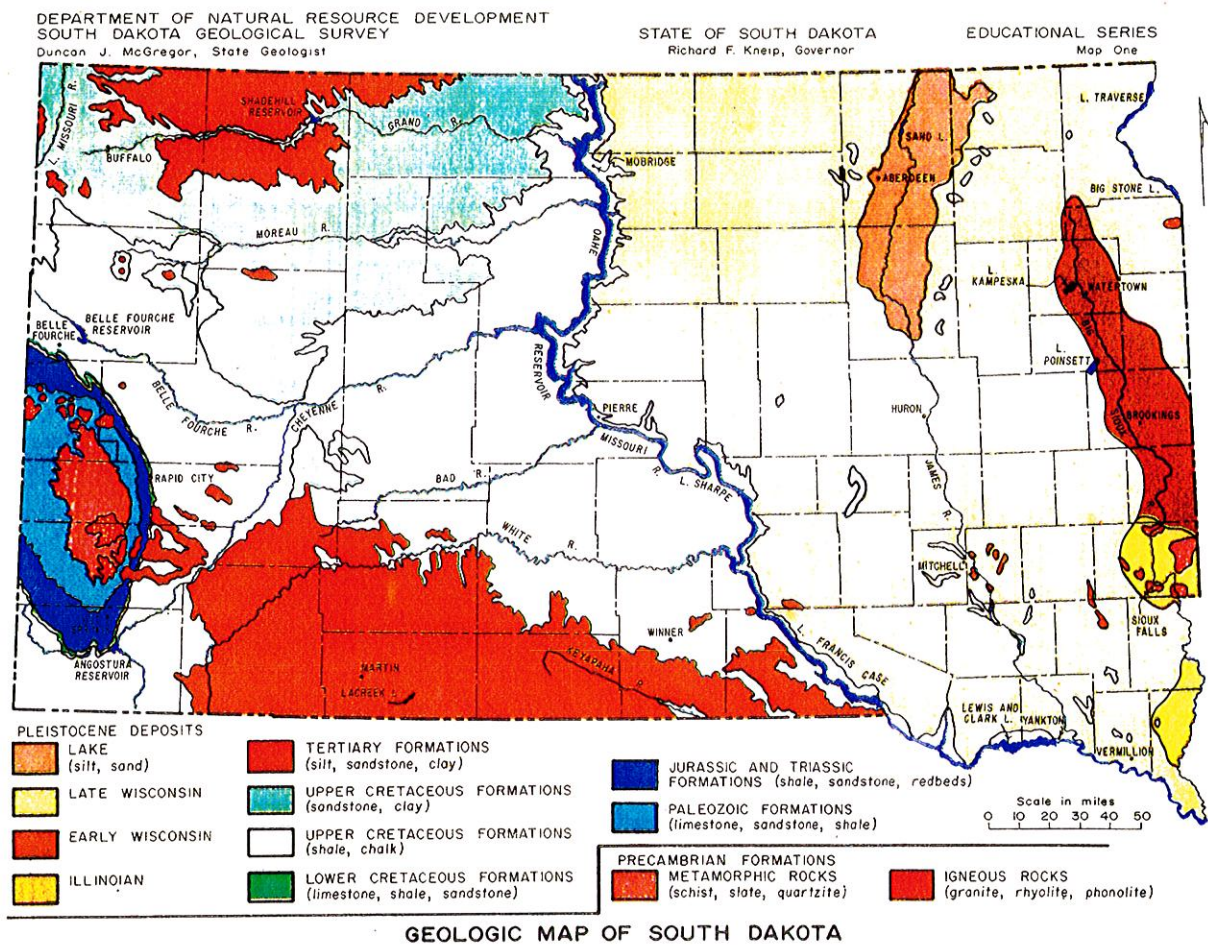 DEPARTMENT OF NATURAL RESOURCE DEVELOPMENT
SOUTH DAKOTA GEOLOGICAL SURVEY
Duncan J. McGregor, State Geologist
STATE OF SOUTH DAKOTA
Richard F. Kneip, Governor
EDUCATIONAL SERIES
Map One
L. MISSOURI R.
SHADEHILL
RESERVOIR
GRAND R.
BUFFALO
MOBRIDGE
SAND L.
ABERDEEN
L. TRAVERSE
BIG STONE L.
MOREAU R.
OAHE
RESERVOIR
L.
KAMPESKA
WATERTOWN
BELLE
FOURCHE
BELLE FOURCHE
RESERVOIR
BELLE FOURCHE R.
CHEYENNE R.
L.
POINSETT
BIG
SIOUX
BROOKINGS
PIERRE
MISSOURI R.
HURON
JAMES R.
RAPID CITY
BAD R.
L. SHARPE
WHITE R.
MITCHELL
SIOUX
FALLS
ANGOSTURA
RESERVOIR
WINNER
L. FRANCIS CASE
MARTIN
LACREEK L.
KEYAPAHA R.
LEWIS AND
CLARK L.
YANKTON
VERMILLION
PLEISTOCENE DEPOSITS
LAKE
(silt, sand)
LATE WISCONSIN
EARLY WISCONSIN
ILLINOIAN
TERTIARY FORMATIONS
(silt, sandstone, clay)
UPPER CRETACEOUS FORMATIONS
(sandstone, clay)
UPPER CRETACEOUS FORMATIONS
(shale, chalk)
LOWER CRETACEOUS FORMATIONS
(limestone, shale, sandstone)
JURASSIC AND TRIASSIC
FORMATIONS (shale, sandstone, redbeds)
PALEOZOIC FORMATIONS
(limestone, sandstone, shale)
Scale in miles
0 10 20 30 40 50
PRECAMBRIAN FORMATIONS
METAMORPHIC ROCKS
(schist, slate, quartzite)
IGNEOUS ROCKS
(granite, rhyolite, phonolite)
GEOLOGIC MAP OF SOUTH DAKOTA